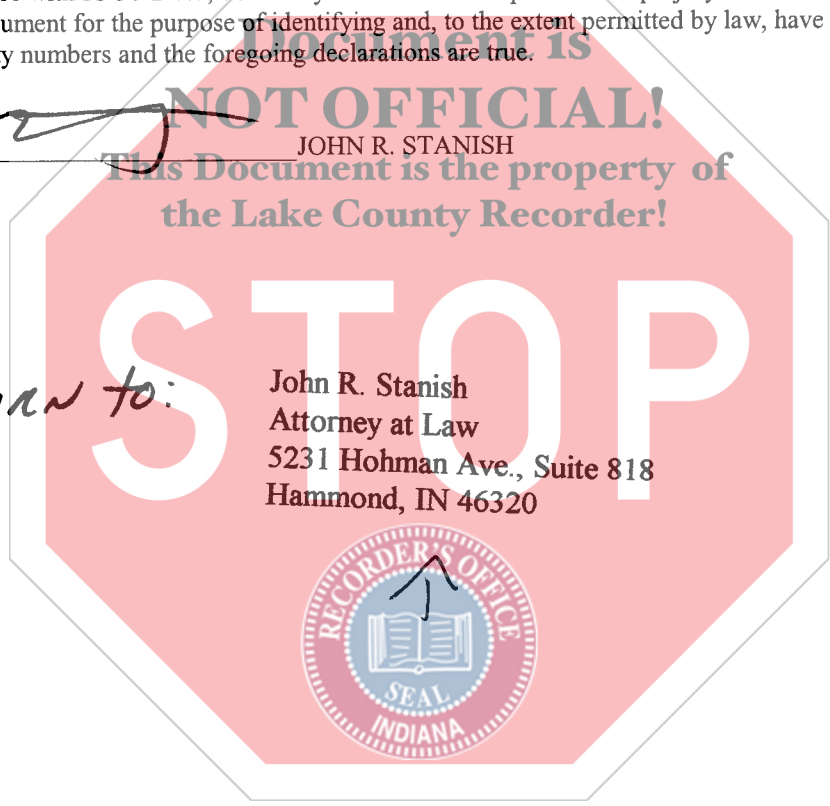 ument for the purpose of identifying and, to the extent permitted by law, have
Document is
y numbers and the foregoing declarations are true.
NOT OFFICIAL!
JOHN R. STANISH
This Document is the property of
the Lake County Recorder!
STOP
RN to:
John R. Stanish
Attorney at Law
5231 Hohman Ave., Suite 818
Hammond, IN 46320
RECORDER'S OFFICE
SEAL
INDIANA